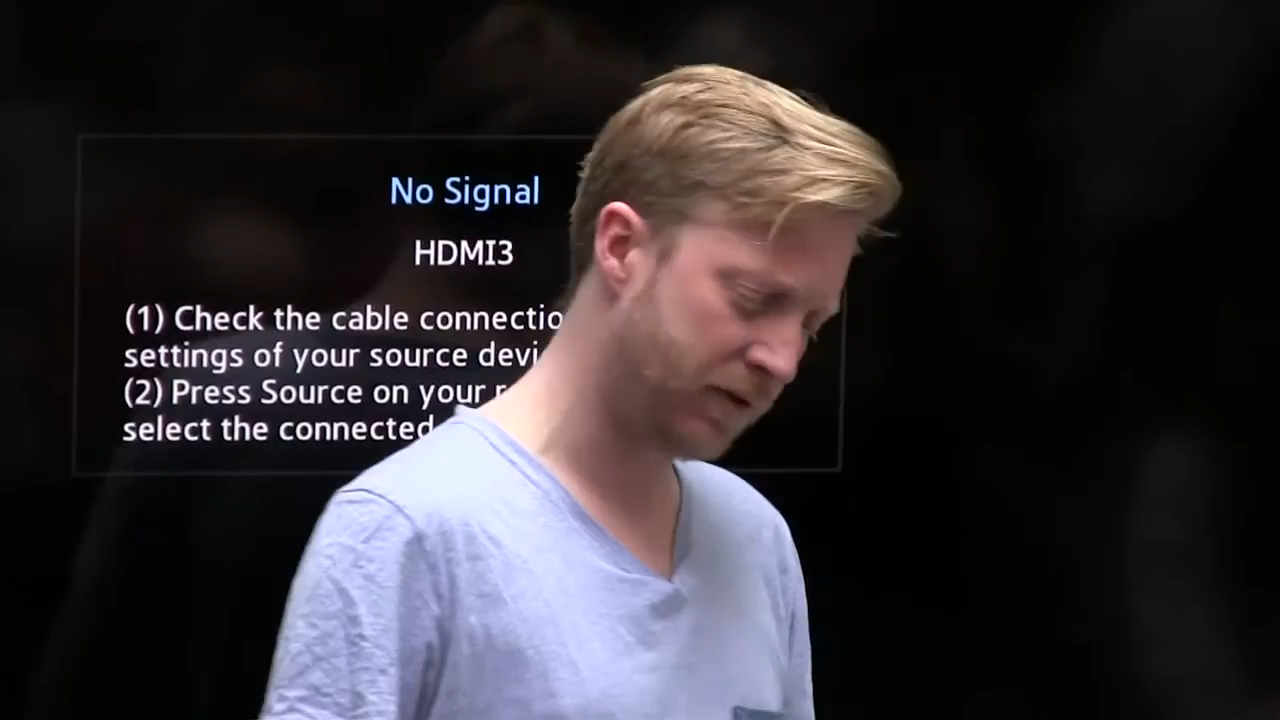 No Signal
HDMI3
(1) Check the cable connectio
settings of your source devi
(2) Press Source on your
select the connected